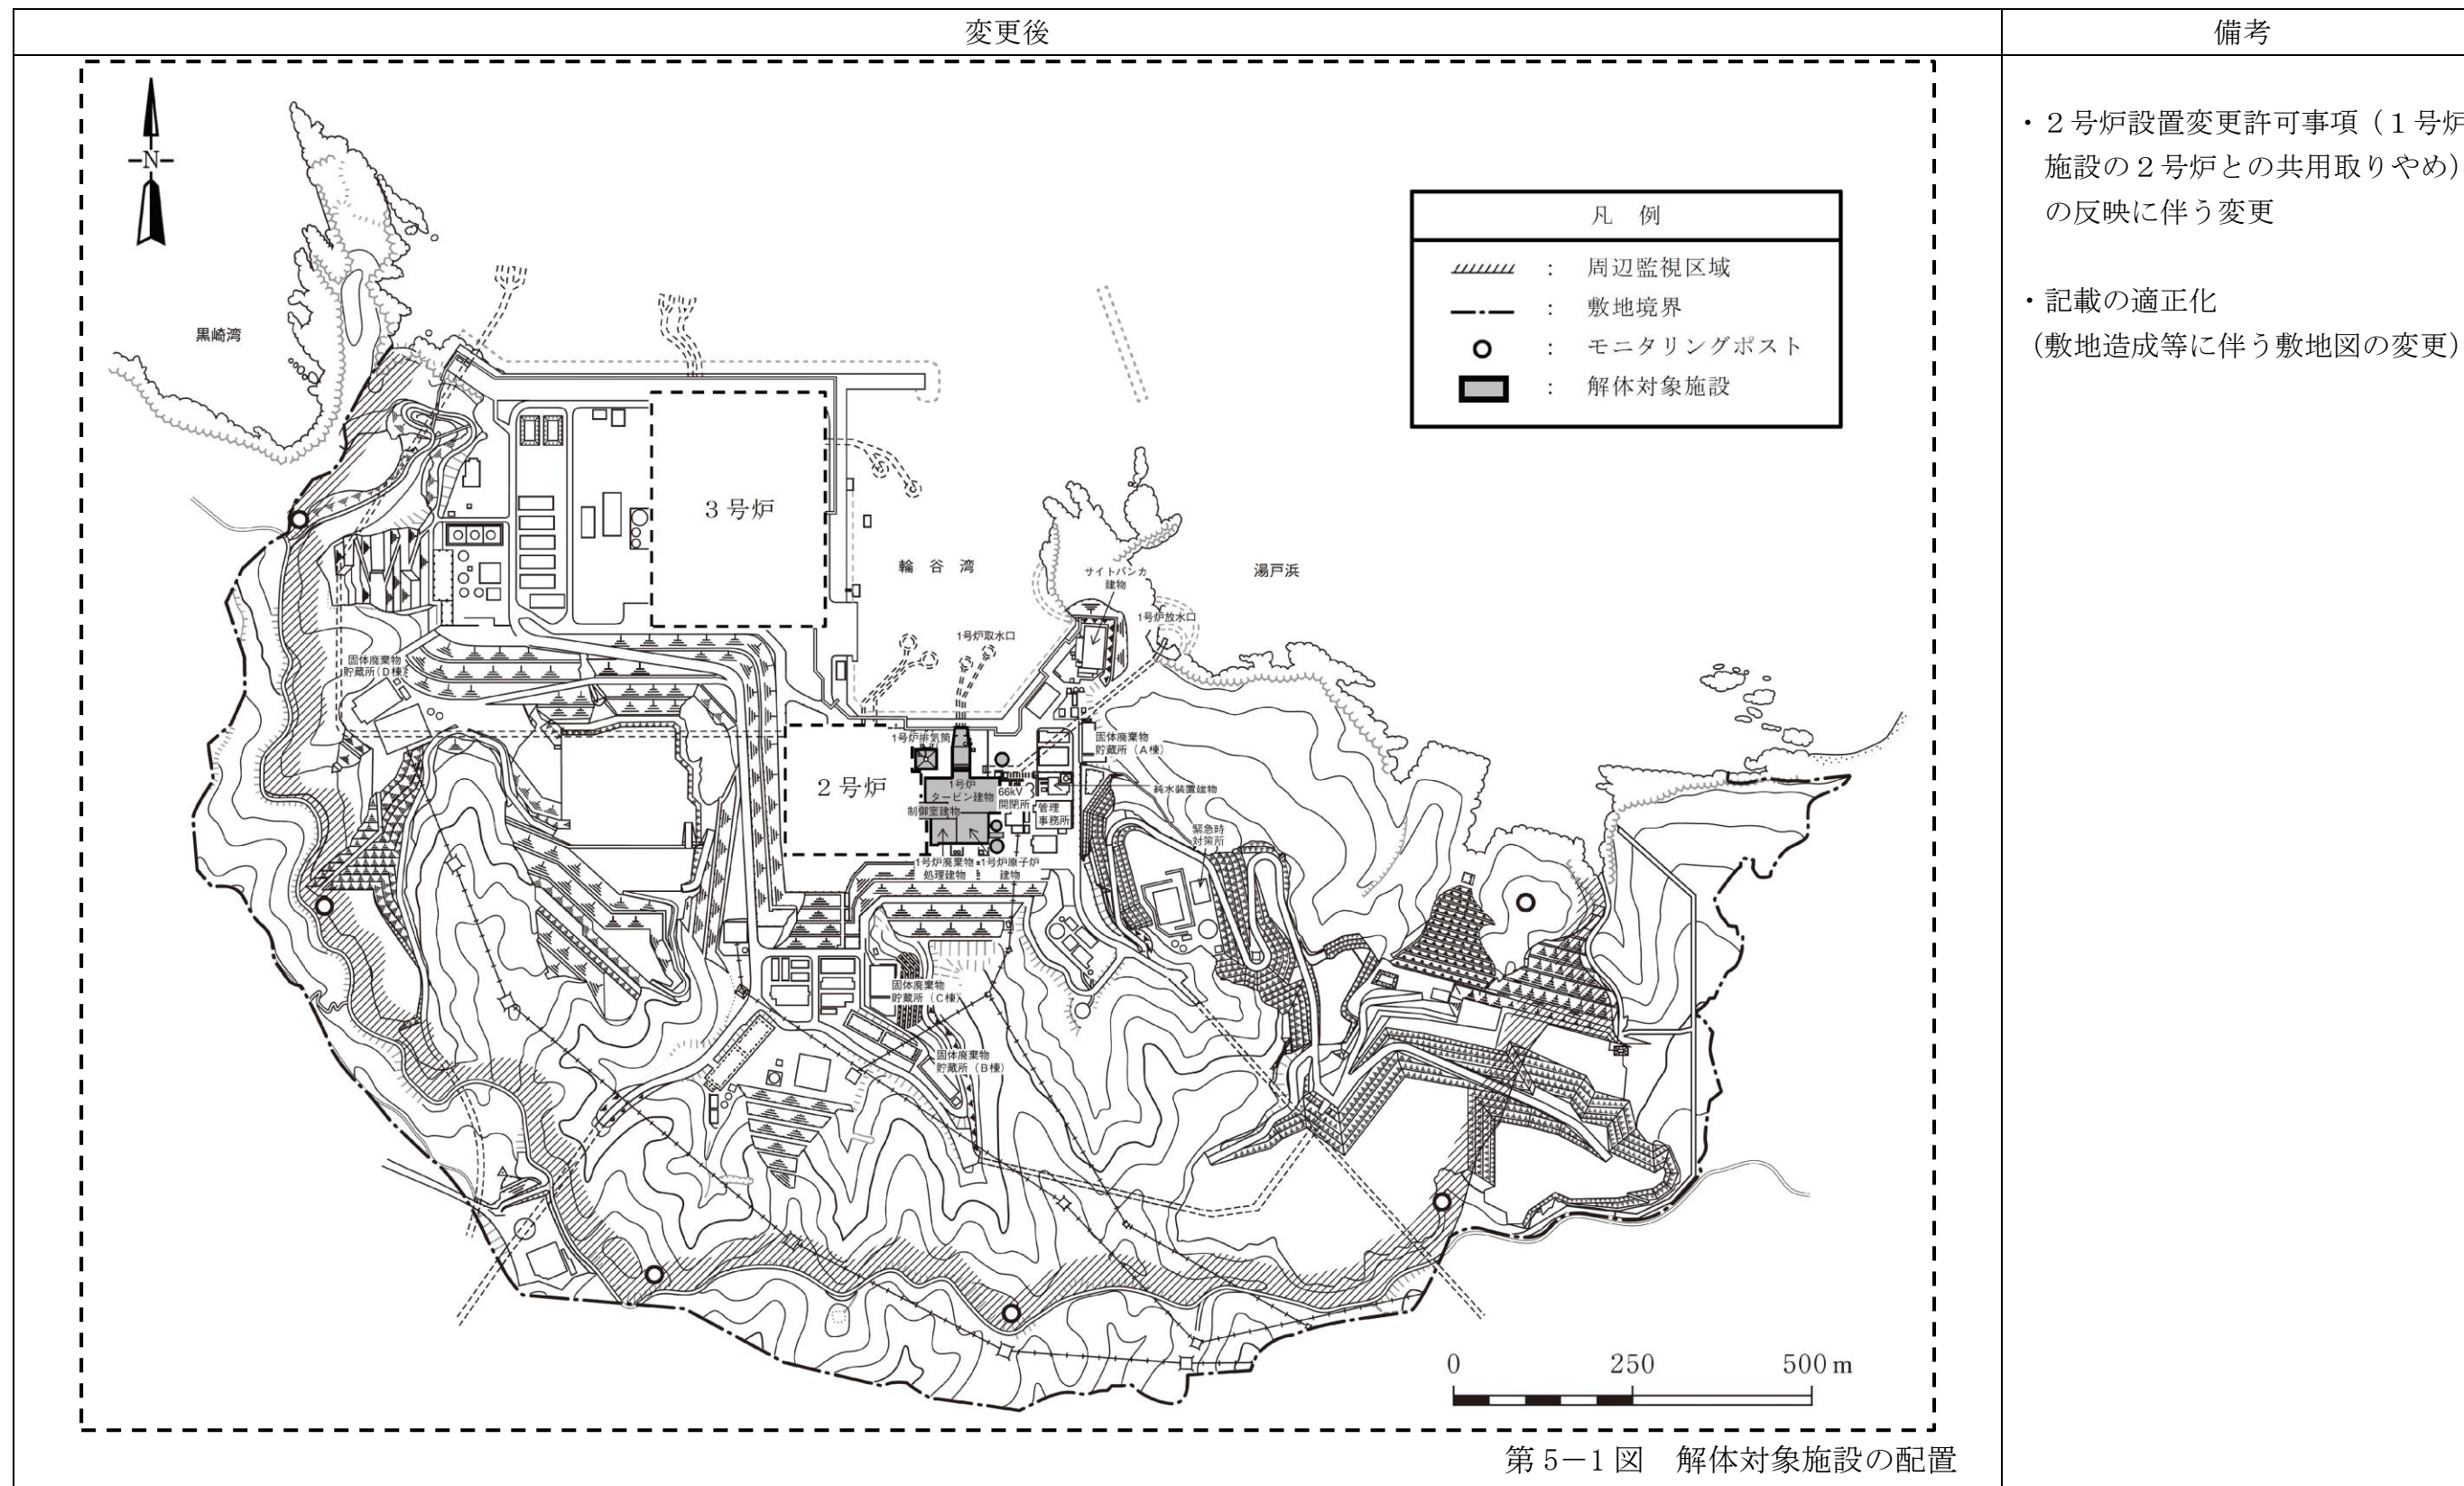 変更後
備考
N
黒崎湾
凡　例
： 周辺監視区域
： 敷地境界
： モニタリングポスト
： 解体対象施設
３号炉
輪　谷　湾
サイトバンカ
建物
湯戸浜
1号炉放水口
1号炉取水口
固体廃棄物
貯蔵所（D棟）
1号炉排気筒
固体廃棄物
貯蔵所（A棟）
２号炉
1号炉
タービン建物
制御室建物
66kV
開閉所
管理
事務所
純水装置建物
緊急時
対策所
1号炉廃棄物
処理建物
1号炉原子炉
建物
固体廃棄物
貯蔵所（C棟）
固体廃棄物
貯蔵所（B棟）
0　250　500 m
第 5－1 図　解体対象施設の配置
・２号炉設置変更許可事項（１号炉
施設の２号炉との共用取りやめ）
の反映に伴う変更
・記載の適正化
（敷地造成等に伴う敷地図の変更）